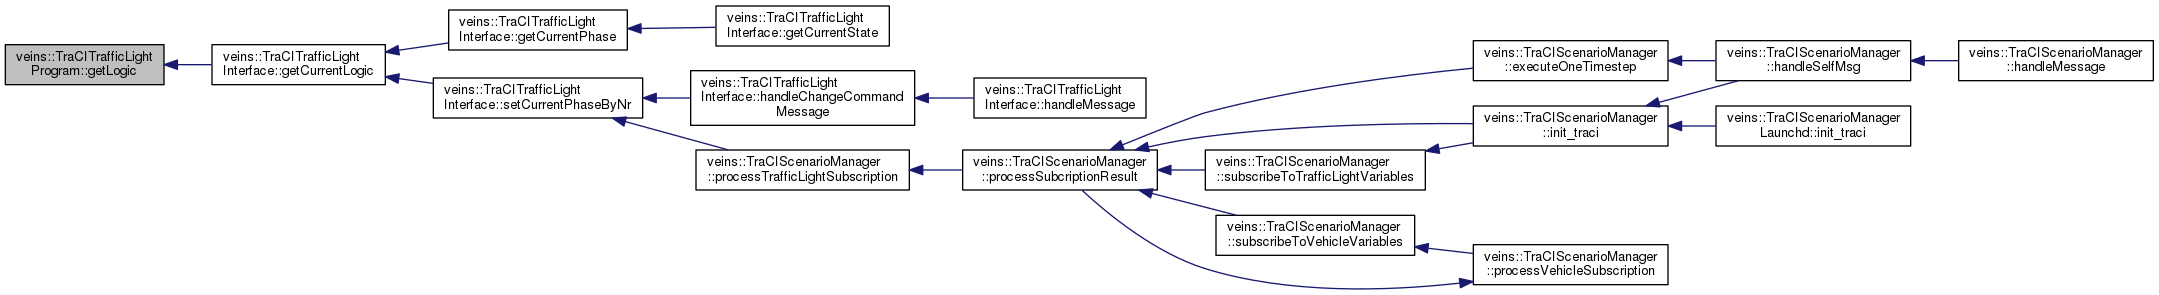 veins::TraCITrafficLight
Program::getLogic
veins::TraCITrafficLight
Interface::getCurrentLogic
veins::TraCITrafficLight
Interface::getCurrentPhase
veins::TraCITrafficLight
Interface::getCurrentState
veins::TraCITrafficLight
Interface::setCurrentPhaseByNr
veins::TraCITrafficLight
Interface::handleChangeCommand
Message
veins::TraCITrafficLight
Interface::handleMessage
veins::TraCIScenarioManager
::processTrafficLightSubscription
veins::TraCIScenarioManager
::processSubcriptionResult
veins::TraCIScenarioManager
::executeOneTimestep
veins::TraCIScenarioManager
::handleSelfMsg
veins::TraCIScenarioManager
::handleMessage
veins::TraCIScenarioManager
::init_traci
veins::TraCIScenarioManager
Launchd::init_traci
veins::TraCIScenarioManager
::subscribeToTrafficLightVariables
veins::TraCIScenarioManager
::subscribeToVehicleVariables
veins::TraCIScenarioManager
::processVehicleSubscription